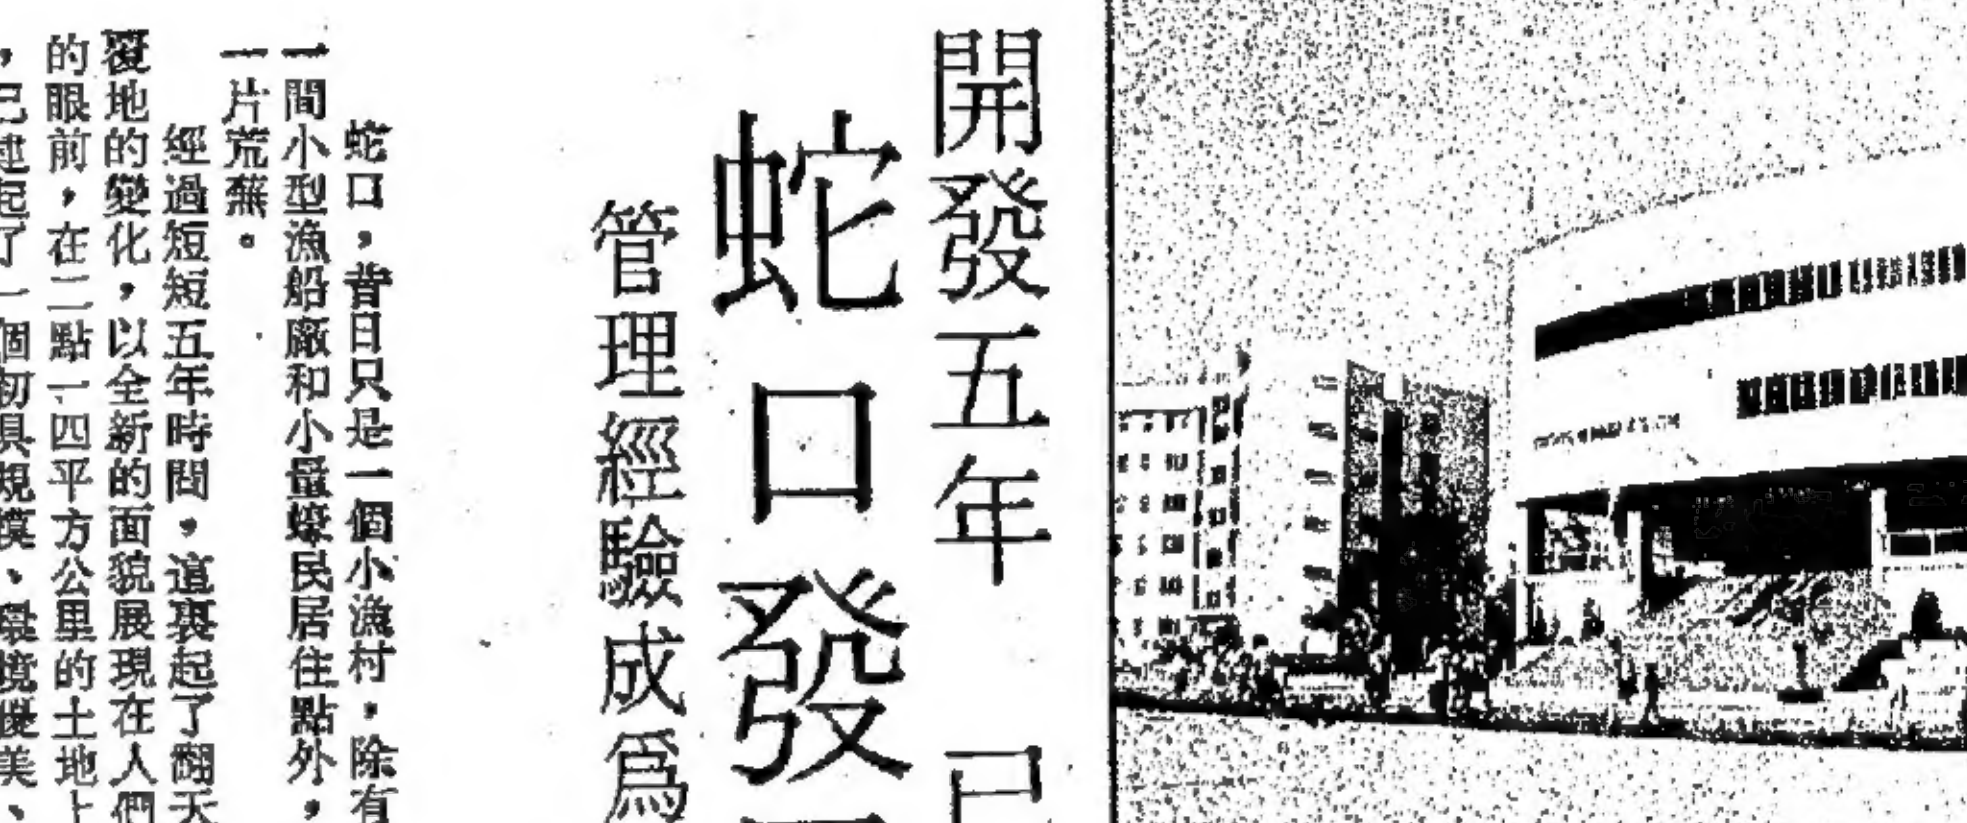 開發五年 已
蛇口發展
管理經驗成爲
蛇口,昔日只是一個小漁村,除有
一間小型漁船廠和小量蠔民居住點外,
一片荒蕪。
經過短短五年時間,這裏起了翻天
覆地的變化,以全新的面貌展現在人們
的眼前,在二點一四平方公里的土地上
,已建起了一個初具規模、環境優美、